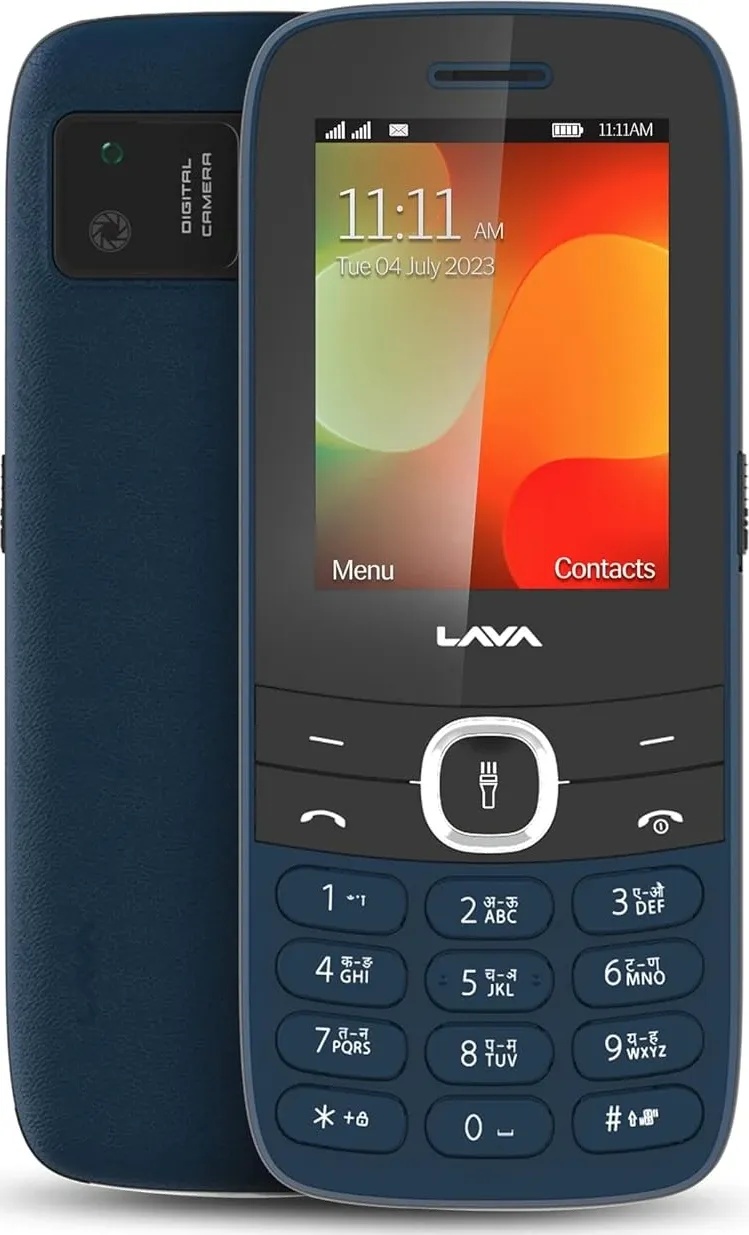 DIGITAL
CAMERA
11:11AM
11:11 AM
Tue 04 July 2023
Menu
Contacts
LAVA
1
2 अ-ऊ
ABC
3 ए-औ
DEF
4 क-ङ
GHI
5 च-ञ
JKL
6 ट-ण
MNO
7 त-न
PQRS
8 प-म
TUV
9 य-ह
WXYZ
* +
0
#